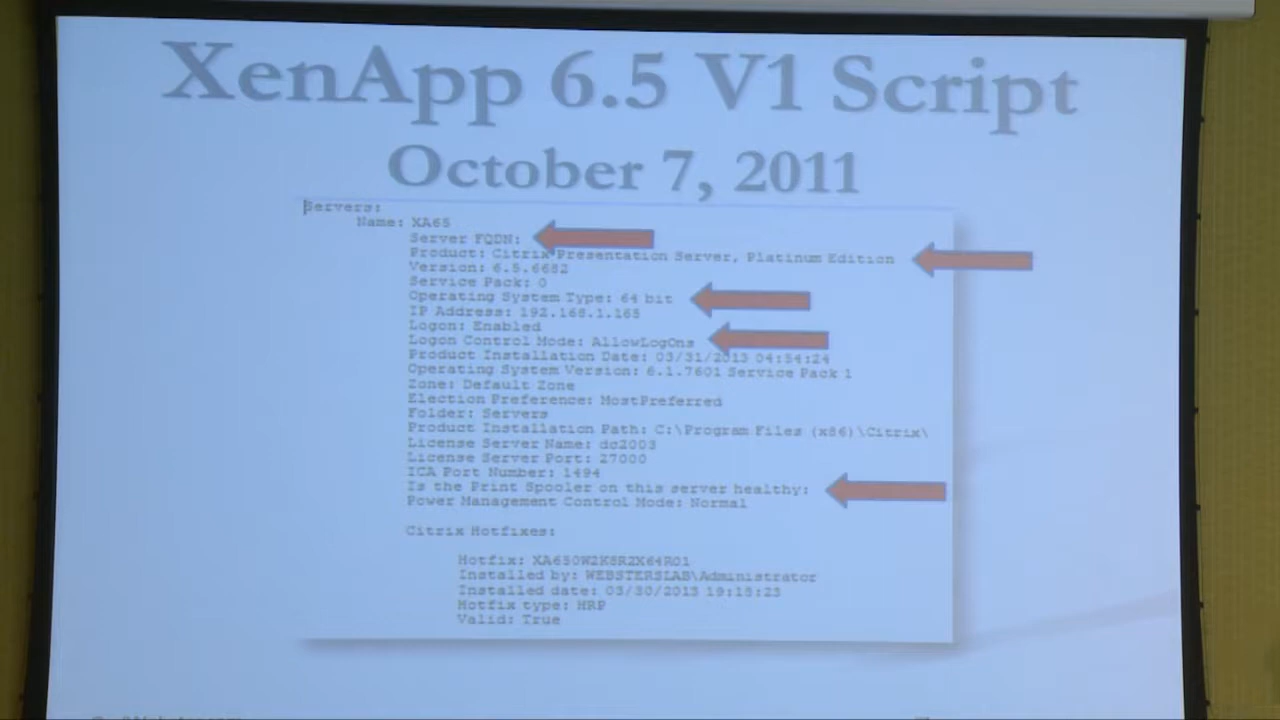 XenApp 6.5 V1 Script
October 7, 2011
Servers:
Name: XA65
Server FQDN:
Product: Citrix Presentation Server, Platinum Edition
Version: 6.5.6682
Service Pack: 0
Operating System Type: 64 bit
IP Address: 192.168.1.165
Logon: Enabled
Logon Control Mode: AllowLogOns
Product Installation Date: 03/31/2013 04:54:24
Operating System Version: 6.1.7601 Service Pack 1
Zone: Default Zone
Election Preference: MostPreferred
Folder: Servers
Product Installation Path: C:\Program Files (x86)\Citrix\
License Server Name: dc2003
License Server Port: 27000
ICA Port Number: 1494
Is the Print Spooler on this server healthy:
Power Management Control Mode: Normal
Citrix Hotfixes:
Hotfix: XA650W2K8R2X64R01
Installed by: WEBSTERSLAB\Administrator
Installed date: 03/30/2013 19:18:23
Hotfix type: HRP
Valid: True